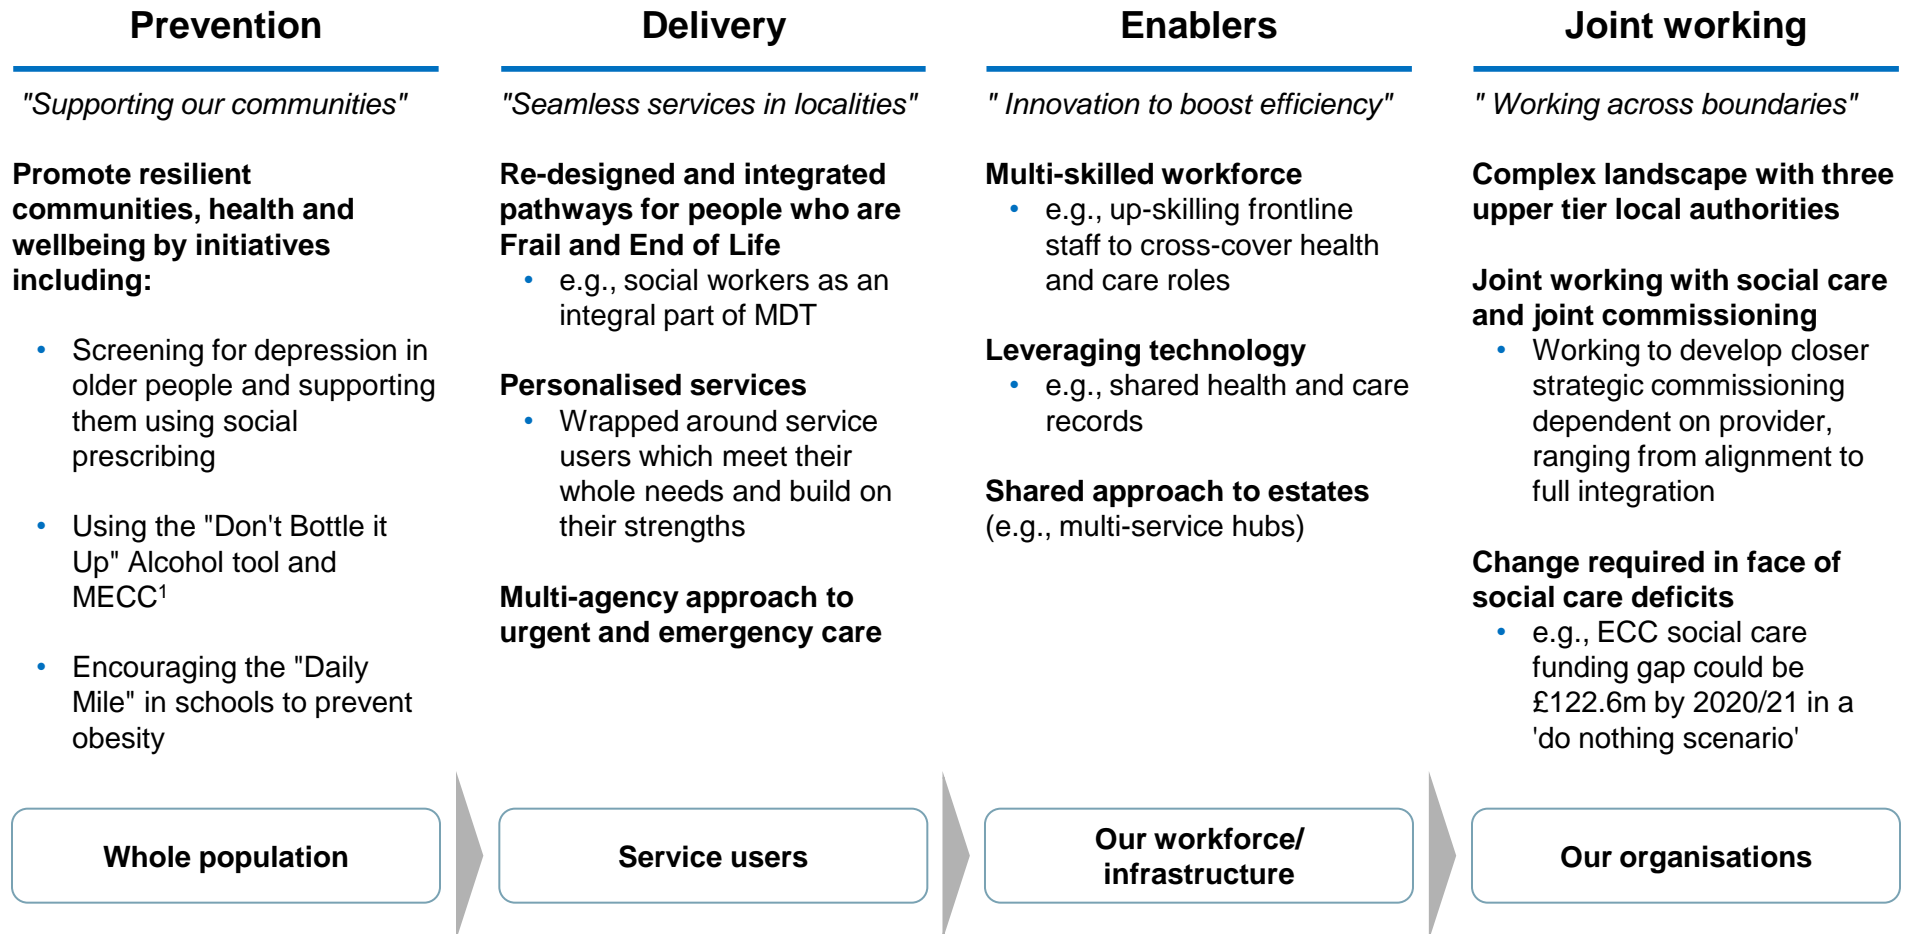 Prevention
"Supporting our communities"
Promote resilient
communities, health and
wellbeing by initiatives
including:
• Screening for depression in
older people and supporting
them using social
prescribing
• Using the "Don't Bottle it
Up" Alcohol tool and
MECC¹
• Encouraging the "Daily
Mile" in schools to prevent
obesity
Whole population
Delivery
"Seamless services in localities"
Re-designed and integrated
pathways for people who are
Frail and End of Life
• e.g., social workers as an
integral part of MDT
Personalised services
• Wrapped around service
users which meet their
whole needs and build on
their strengths
Multi-agency approach to
urgent and emergency care
Service users
Enablers
" Innovation to boost efficiency"
Multi-skilled workforce
• e.g., up-skilling frontline
staff to cross-cover health
and care roles
Leveraging technology
• e.g., shared health and care
records
Shared approach to estates
(e.g., multi-service hubs)
Our workforce/
infrastructure
Joint working
" Working across boundaries"
Complex landscape with three
upper tier local authorities
Joint working with social care
and joint commissioning
• Working to develop closer
strategic commissioning
dependent on provider,
ranging from alignment to
full integration
Change required in face of
social care deficits
• e.g., ECC social care
funding gap could be
£122.6m by 2020/21 in a
'do nothing scenario'
Our organisations